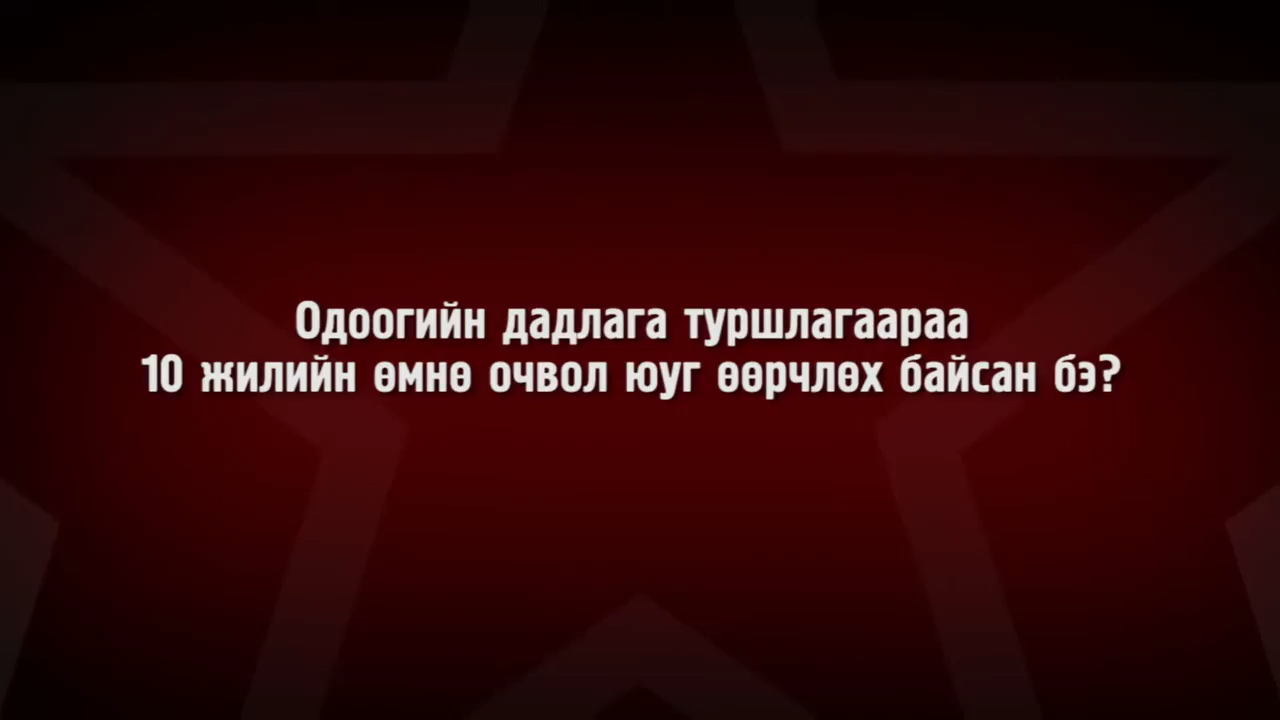 Одоогийн дадлага туршлагаараа
10 жилийн өмнө очвол юуг өөрчлөх байсан бэ?